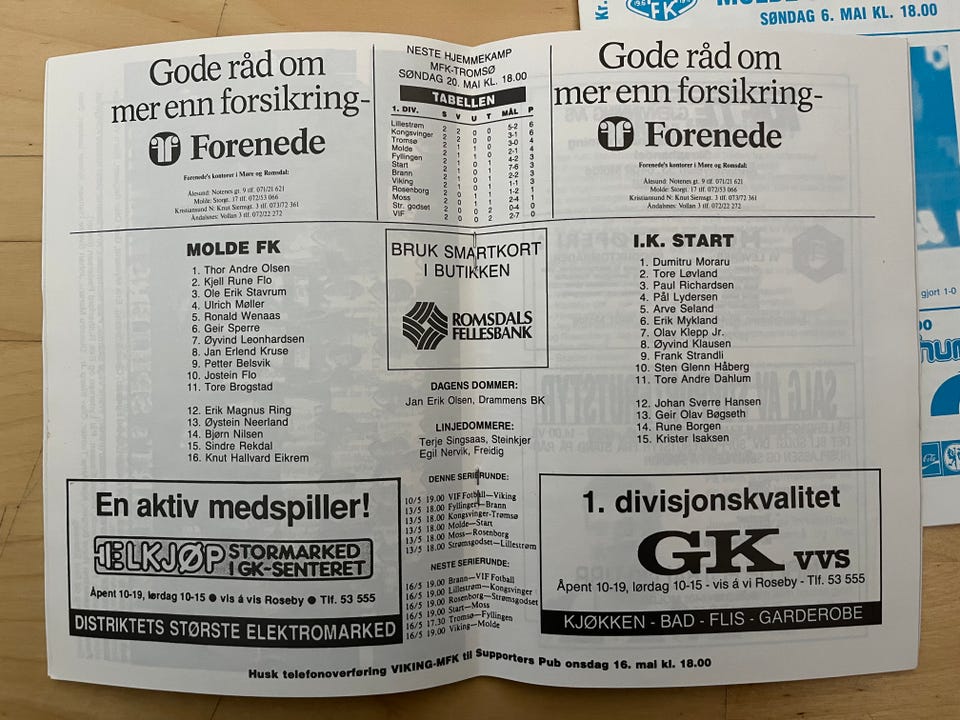 Gode råd om
mer enn forsikring-
Forenede
Forenede's kontorer i Møre og Romsdal:
Ålesund: Notenes gt. 9 tlf. 071/21 621
Molde: Storgt. 17 tlf. 072/53 066
Kristiansund N: Knut Siemsgt. 3 tlf. 073/72 361
Åndalsnes: Vollan 3 tlf. 072/22 272
NESTE HJEMMEKAMP
MFK-TROMSØ
SØNDAG 20. MAI KL. 18.00
TABELLEN
1. DIV. S V U T MÅL P
Lillestrøm 2 2 0 0 5-2 6
Kongsvinger 2 2 0 0 3-1 6
Tromsø 2 1 1 0 3-0 4
Molde 2 1 1 0 2-1 4
Fyllingen 2 1 0 1 4-2 3
Start 2 1 0 1 7-6 3
Brann 2 1 0 1 2-2 3
Viking 2 1 0 1 1-1 3
Rosenborg 2 0 1 1 1-2 1
Moss 2 0 1 1 2-4 1
Str. godset 2 0 0 2 0-4 0
VIF 2 0 0 2 2-7 0
Gode råd om
mer enn forsikring-
Forenede
Forenede's kontorer i Møre og Romsdal:
Ålesund: Notenes gt. 9 tlf. 071/21 621
Molde: Storgt. 17 tlf. 072/53 066
Kristiansund N: Knut Siemsgt. 3 tlf. 073/72 361
Åndalsnes: Vollan 3 tlf. 072/22 272
MOLDE FK
1. Thor Andre Olsen
2. Kjell Rune Flo
3. Ole Erik Stavrum
4. Ulrich Møller
5. Ronald Wenaas
6. Geir Sperre
7. Øyvind Leonhardsen
8. Jan Erlend Kruse
9. Petter Belsvik
10. Jostein Flo
11. Tore Brogstad
12. Erik Magnus Ring
13. Øystein Neerland
14. Bjørn Nilsen
15. Sindre Rekdal
16. Knut Hallvard Eikrem
BRUK SMARTKORT
I BUTIKKEN
ROMSDALS
FELLESBANK
DAGENS DOMMER:
Jan Erik Olsen, Drammens BK
LINJEDOMMERE:
Terje Singsaas, Steinkjer
Egil Nervik, Freidig
DENNE SERIERUNDE:
10/5 19.00 VIF Fotball—Viking
13/5 18.00 Fyllingen—Brann
13/5 18.00 Kongsvinger-Tromsø
13/5 18.00 Molde—Start
13/5 18.00 Moss—Rosenborg
13/5 18.00 Strømsgodset—Lillestrøm
NESTE SERIERUNDE:
16/5 19.00 Brann—VIF Fotball
16/5 19.00 Lillestrøm—Kongsvinger
16/5 19.00 Rosenborg—Strømsgodset
16/5 19.00 Start—Moss
16/5 17.30 Tromsø—Fyllingen
16/5 19.00 Viking—Molde
I.K. START
1. Dumitru Moraru
2. Tore Løvland
3. Paul Richardsen
4. Pål Lydersen
5. Arve Seland
6. Erik Mykland
7. Olav Klepp Jr.
8. Øyvind Klausen
9. Frank Strandli
10. Sten Glenn Håberg
11. Tore Andre Dahlum
12. Johan Sverre Hansen
13. Geir Olav Bøgseth
14. Rune Borgen
15. Krister Isaksen
En aktiv medspiller!
ELKJØP STORMARKED
I GK-SENTERET
Åpent 10-19, lørdag 10-15 ● vis á vis Roseby ● Tlf. 53 555
DISTRIKTETS STØRSTE ELEKTROMARKED
1. divisjonskvalitet
GK VVS
Åpent 10-19, lørdag 10-15 - vis á vi Roseby - Tlf. 53 555
KJØKKEN - BAD - FLIS - GARDEROBE
Husk telefonoverføring VIKING-MFK til Supporters Pub onsdag 16. mai kl. 18.00
Kr.
FK
SØNDAG 6. MAI KL. 18.00
gjort 1-0